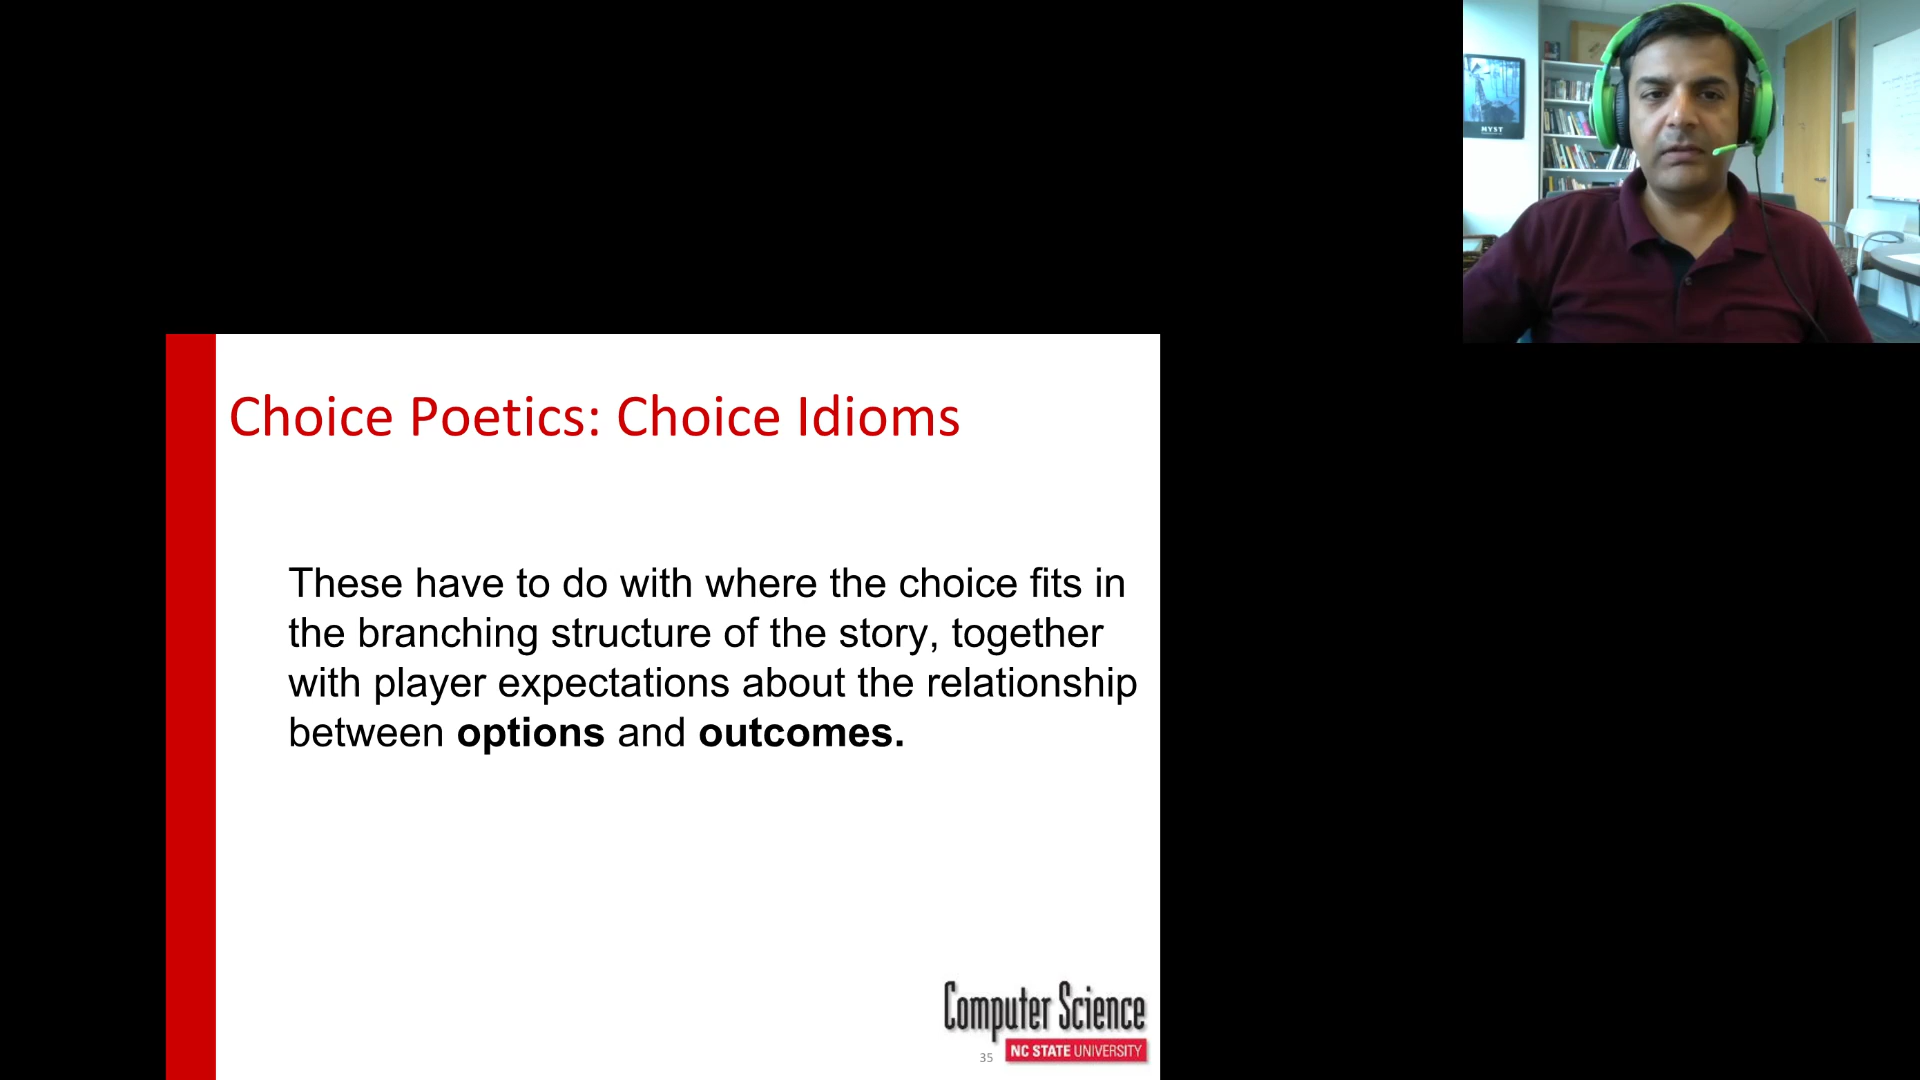 MYST
Choice Poetics: Choice Idioms
These have to do with where the choice fits in
the branching structure of the story, together
with player expectations about the relationship
between options and outcomes.
Computer Science
35
NC STATE UNIVERSITY